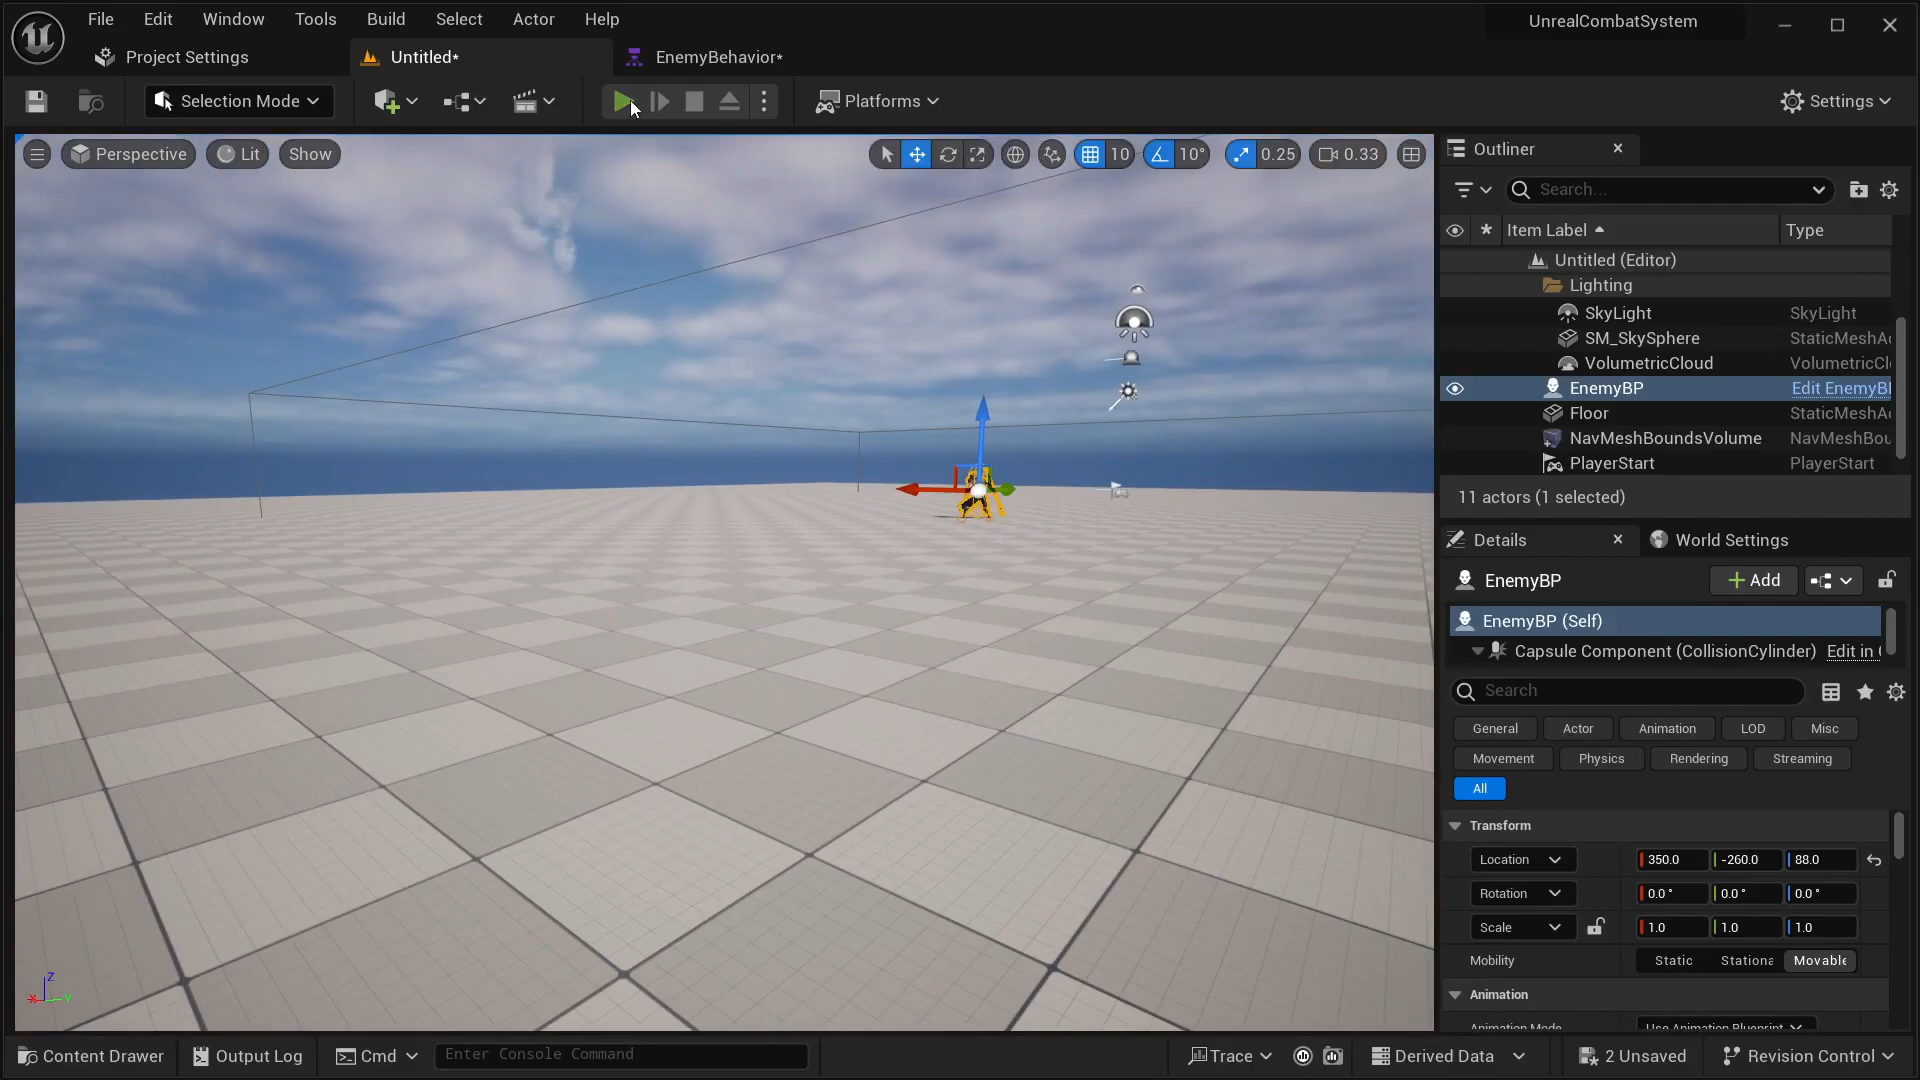 File Edit Window Tools Build Select Actor Help
UnrealCombatSystem
Project Settings
Untitled*
EnemyBehavior*
Selection Mode
Platforms
Settings
Perspective
Lit
Show
10
10°
0.25
0.33
Outliner
Search...
Item Label
Type
Untitled (Editor)
Lighting
SkyLight SkyLight
SM_SkySphere StaticMeshAc
VolumetricCloud VolumetricCl
EnemyBP Edit EnemyB
Floor StaticMeshAc
NavMeshBoundsVolume NavMeshBou
PlayerStart PlayerStart
11 actors (1 selected)
Details
World Settings
EnemyBP
Add
EnemyBP (Self)
Capsule Component (CollisionCylinder) Edit in
Search
General Actor Animation LOD Misc
Movement Physics Rendering Streaming
All
Transform
Location 350.0 -260.0 88.0
Rotation 0.0° 0.0° 0.0°
Scale 1.0 1.0 1.0
Mobility Static Stationa Movable
Animation
Animation Mode Use Animation Blueprint
Z
X
Y
Content Drawer
Output Log
Cmd
Enter Console Command
Trace
Derived Data
2 Unsaved
Revision Control